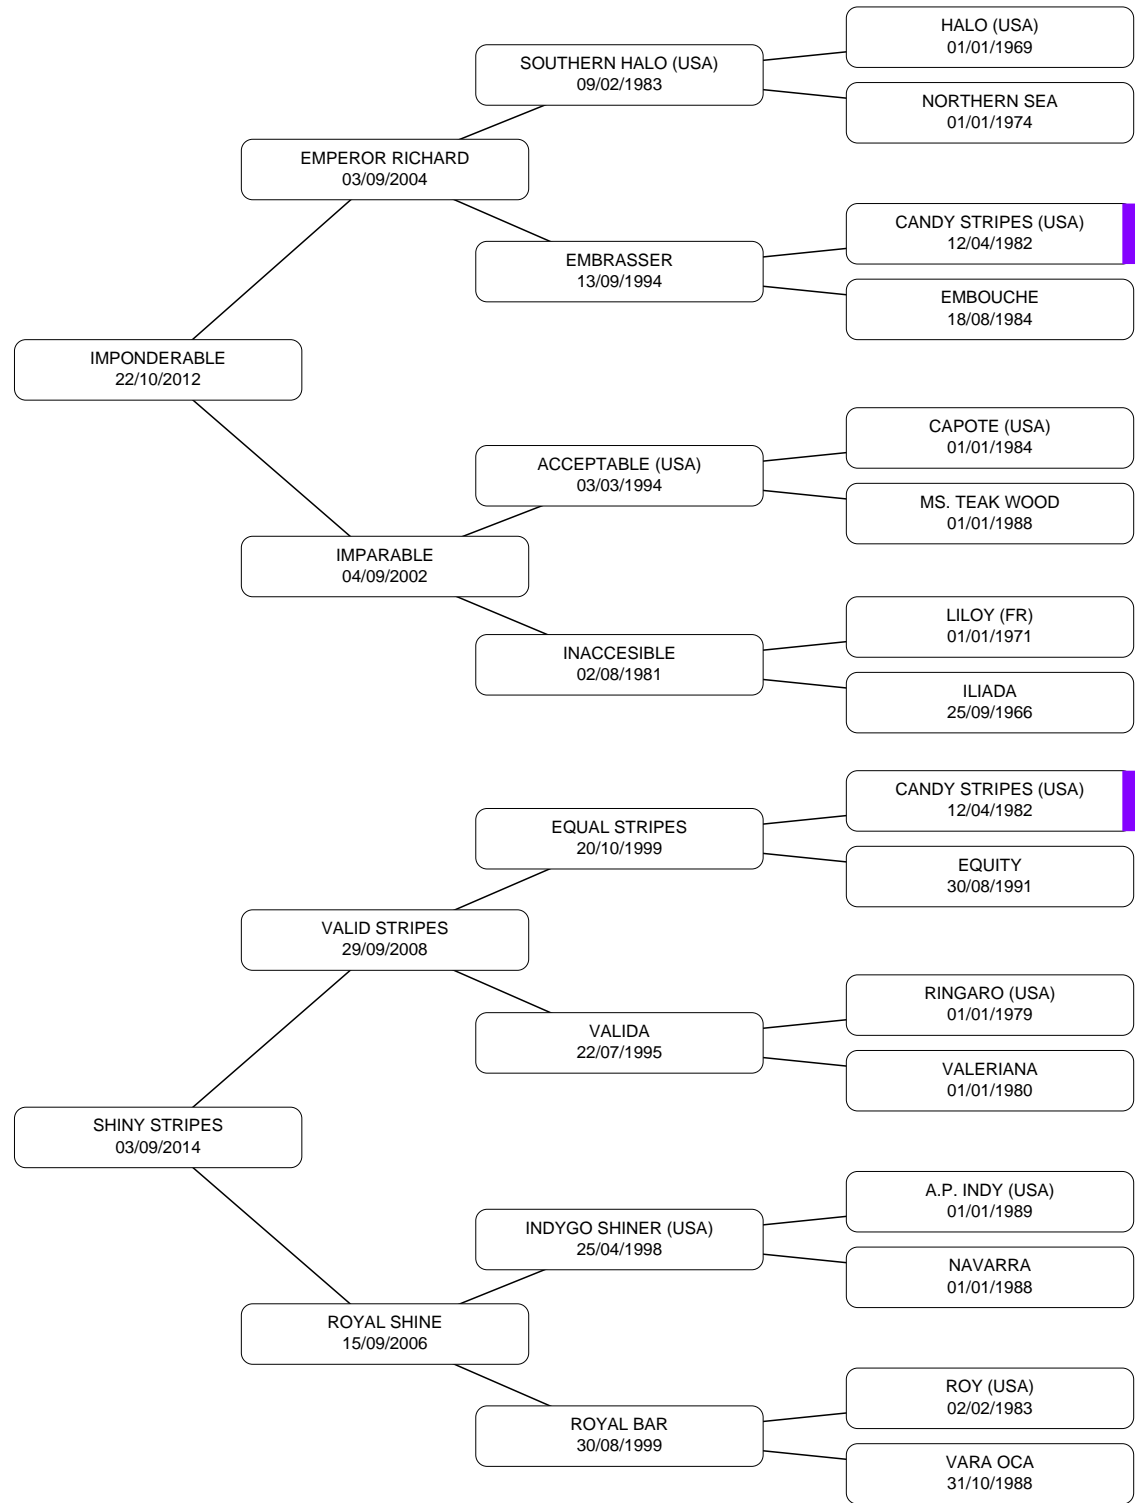 HALO (USA)
01/01/1969
SOUTHERN HALO (USA)
09/02/1983
NORTHERN SEA
01/01/1974
EMPEROR RICHARD
03/09/2004
CANDY STRIPES (USA)
12/04/1982
EMBRASSER
13/09/1994
EMBOUCHE
18/08/1984
IMPONDERABLE
22/10/2012
CAPOTE (USA)
01/01/1984
ACCEPTABLE (USA)
03/03/1994
MS. TEAK WOOD
01/01/1988
IMPARABLE
04/09/2002
LILOY (FR)
01/01/1971
INACCESIBLE
02/08/1981
ILIADA
25/09/1966
CANDY STRIPES (USA)
12/04/1982
EQUAL STRIPES
20/10/1999
EQUITY
30/08/1991
VALID STRIPES
29/09/2008
RINGARO (USA)
01/01/1979
VALIDA
22/07/1995
VALERIANA
01/01/1980
SHINY STRIPES
03/09/2014
A.P. INDY (USA)
01/01/1989
INDYGO SHINER (USA)
25/04/1998
NAVARRA
01/01/1988
ROYAL SHINE
15/09/2006
ROY (USA)
02/02/1983
ROYAL BAR
30/08/1999
VARA OCA
31/10/1988